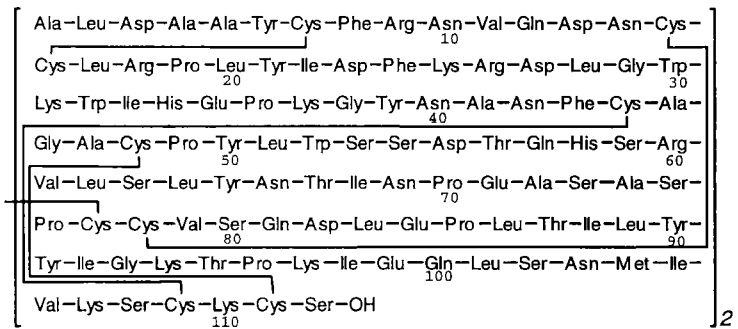 Ala-Leu-Asp-Ala-Ala-Tyr-Cys-Phe-Arg-Asn-Val-Gln-Asp-Asn-Cys-
10
Cys-Leu-Arg-Pro-Leu-Tyr-Ile-Asp-Phe-Lys-Arg-Asp-Leu-Gly-Trp-
20 30
Lys-Trp-Ile-His-Glu-Pro-Lys-Gly-Tyr-Asn-Ala-Asn-Phe-Cys-Ala-
40
Gly-Ala-Cys-Pro-Tyr-Leu-Trp-Ser-Ser-Asp-Thr-Gln-His-Ser-Arg-
50 60
Val-Leu-Ser-Leu-Tyr-Asn-Thr-Ile-Asn-Pro-Glu-Ala-Ser-Ala-Ser-
70
Pro-Cys-Cys-Val-Ser-Gln-Asp-Leu-Glu-Pro-Leu-Thr-Ile-Leu-Tyr-
80 90
Tyr-Ile-Gly-Lys-Thr-Pro-Lys-Ile-Glu-Gln-Leu-Ser-Asn-Met-Ile-
100
Val-Lys-Ser-Cys-Lys-Cys-Ser-OH
110
2